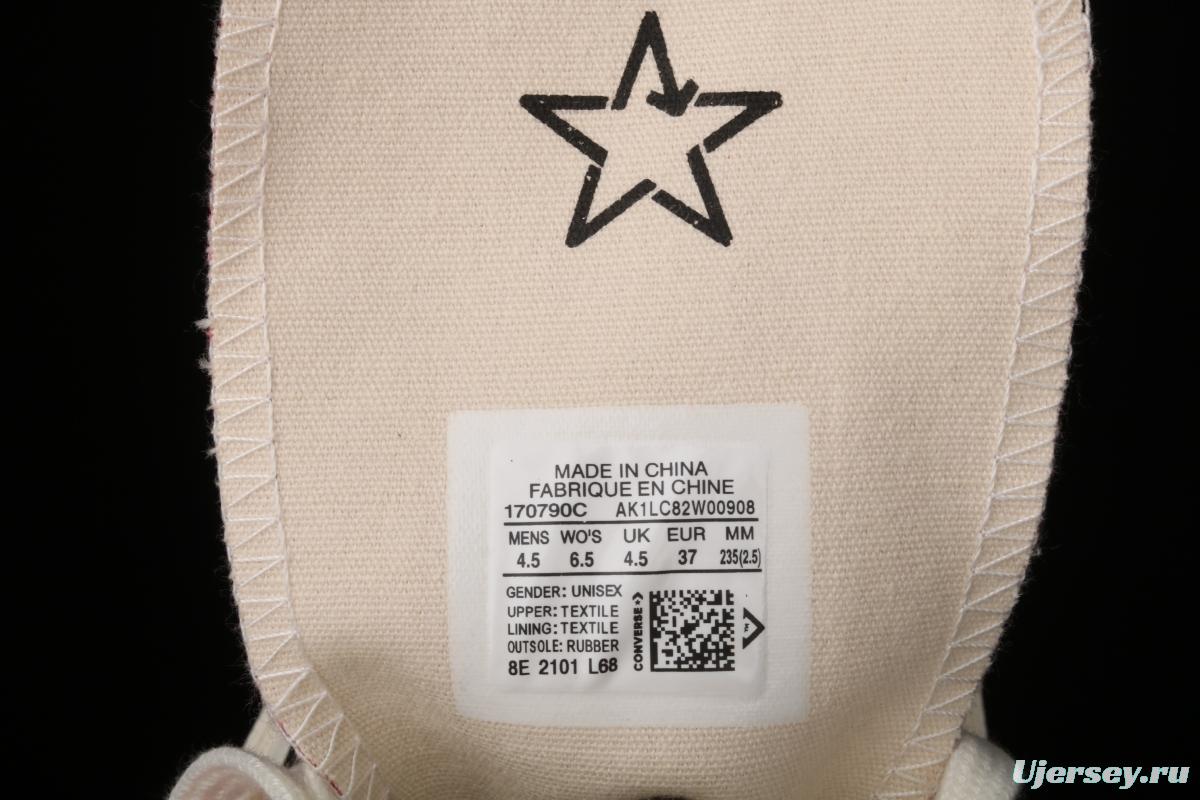 MADE IN CHINA
FABRIQUE EN CHINE
170790C AK1LC82W00908
MENS WO'S UK EUR MM
4.5 6.5 4.5 37 235(2.5)
GENDER: UNISEX
UPPER: TEXTILE
LINING: TEXTILE
OUTSOLE: RUBBER
8E 2101 L68
CONVERSE
Ujersey.ru